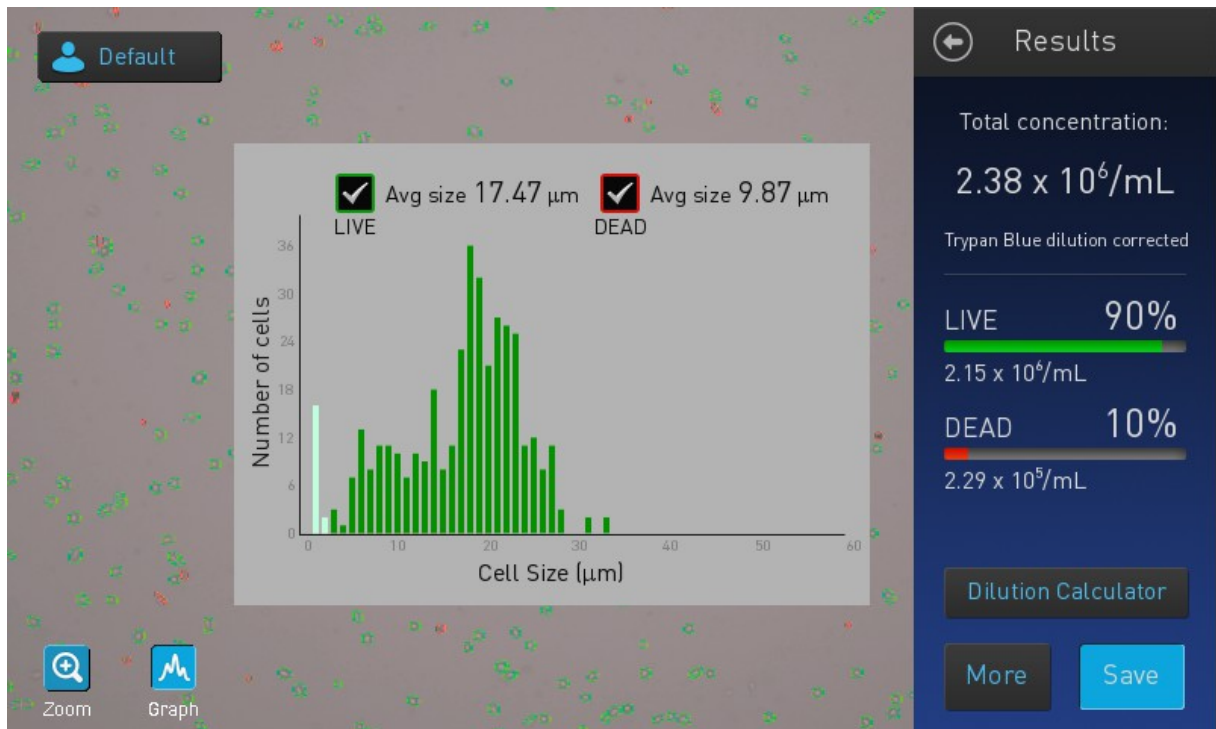 Default
Avg size 17.47 μm
LIVE
Avg size 9.87 μm
DEAD
Number of cells
36
30
24
18
12
6
0
0 10 20 30 40 50 60
Cell Size (μm)
Zoom
Graph
Results
Total concentration:
2.38 x 10⁶/mL
Trypan Blue dilution corrected
LIVE 90%
2.15 x 10⁶/mL
DEAD 10%
2.29 x 10⁵/mL
Dilution Calculator
More
Save